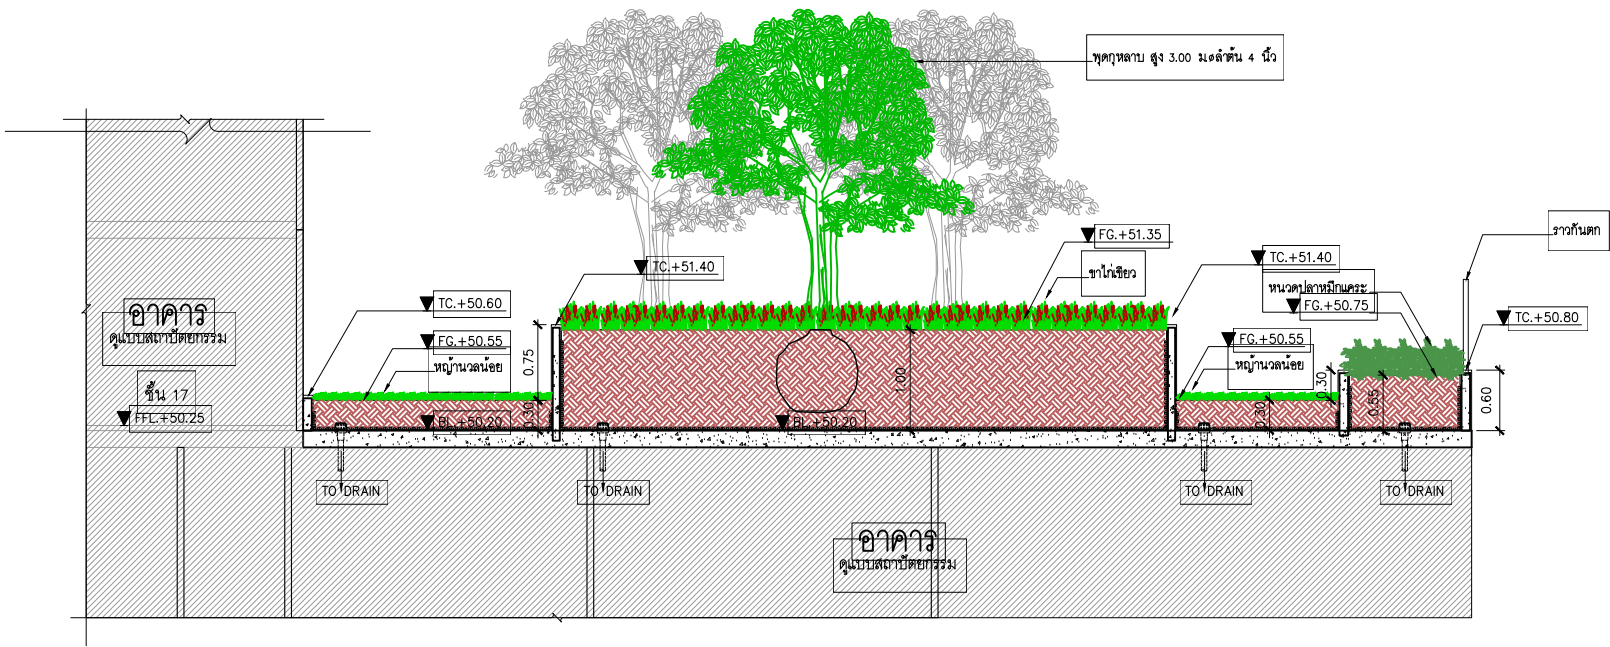 พุดกุหลาบ สูง 3.00 ม.øลำต้น 4 นิ้ว
ราวกันตก
FG.+51.35
TC.+51.40
TC.+51.40
ขาไก่เขียว
หนวดปลาหมึกแคระ
FG.+50.75
TC.+50.60
TC.+50.80
อาคาร
ดูแบบสถาปัตยกรรม
FG.+50.55
หญ้านวลน้อย
FG.+50.55
หญ้านวลน้อย
0.75
1.00
0.30
0.55
0.60
ชั้น 17
FFL.+50.25
BL.+50.20
0.30
BL.+50.20
0.30
TO DRAIN
TO DRAIN
TO DRAIN
TO DRAIN
อาคาร
ดูแบบสถาปัตยกรรม